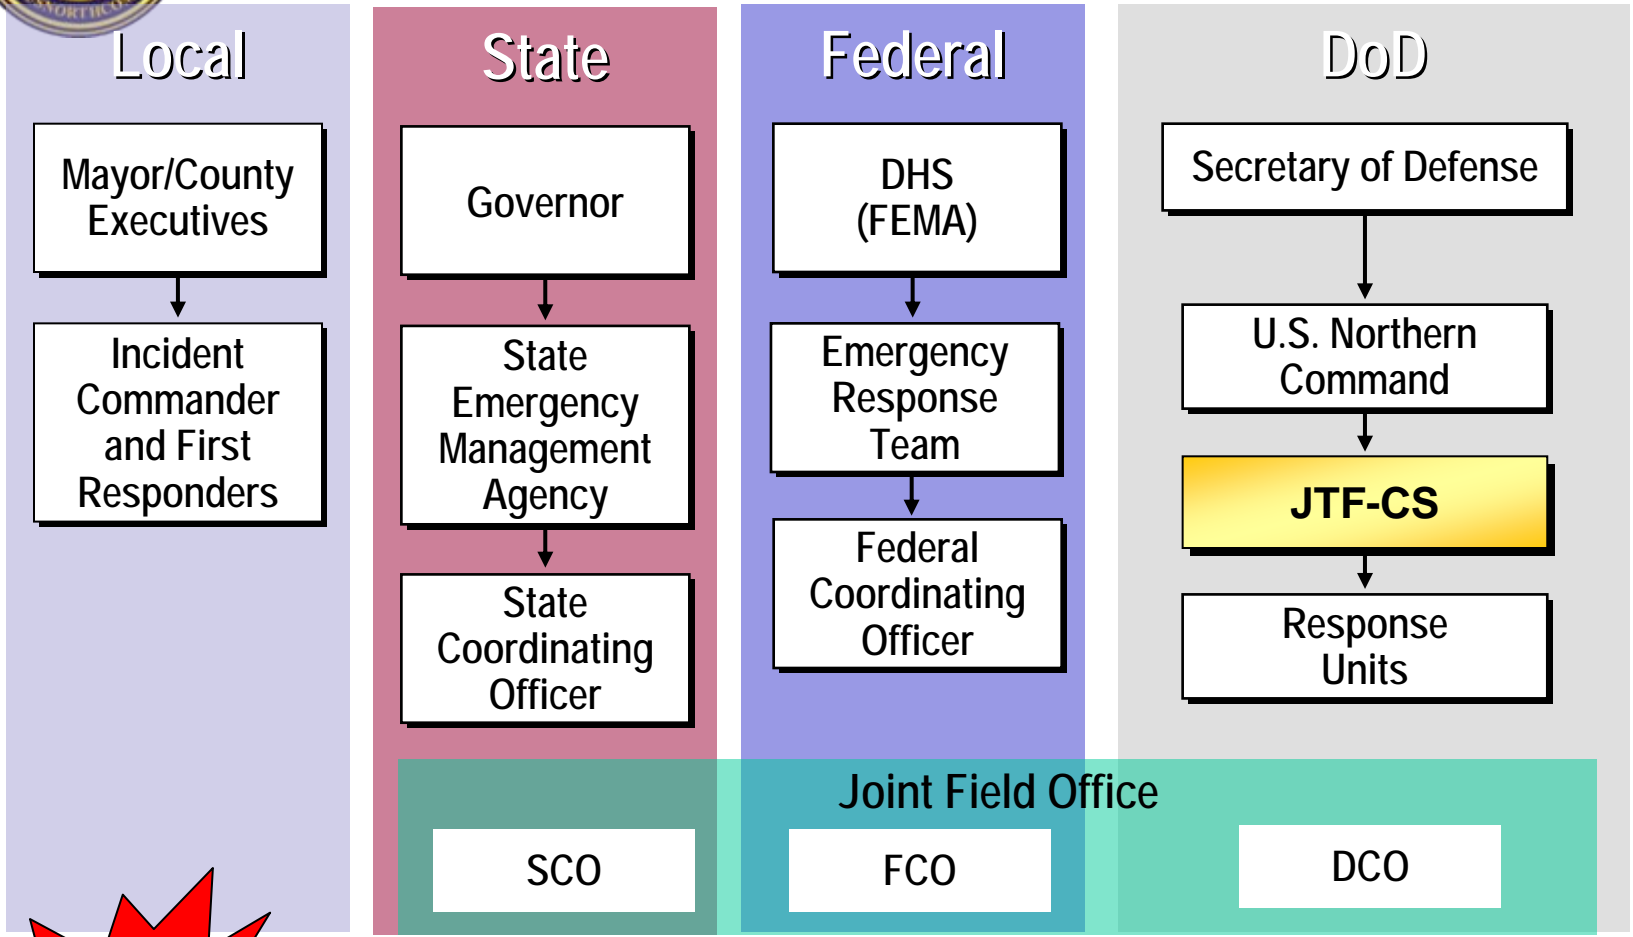 USNORTHCO
Local
State
Federal
DoD
Mayor/County
Executives
Incident
Commander
and First
Responders
Governor
State
Emergency
Management
Agency
State
Coordinating
Officer
DHS
(FEMA)
Emergency
Response
Team
Federal
Coordinating
Officer
Secretary of Defense
U.S. Northern
Command
JTF-CS
Response
Units
Joint Field Office
SCO
FCO
DCO